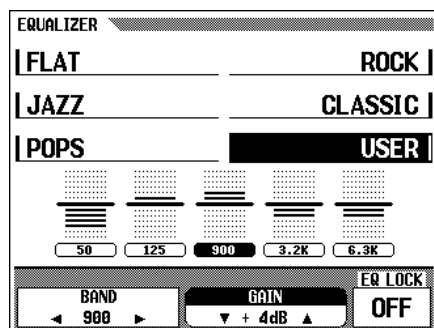 EQUALIZER
FLAT ROCK
JAZZ CLASSIC
POPS USER
50 125 900 3.2K 6.3K
EQ LOCK
BAND GAIN OFF
◄ 900 ► ▼ + 4dB ▲